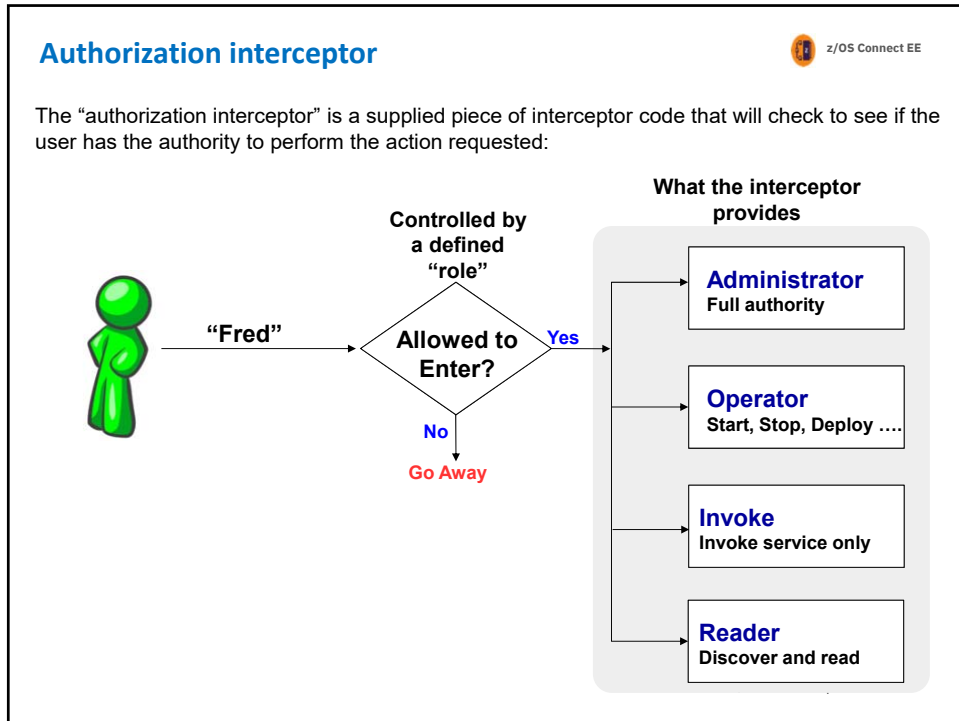 Authorization interceptor
z/OS Connect EE
The “authorization interceptor” is a supplied piece of interceptor code that will check to see if the
user has the authority to perform the action requested:
What the interceptor
provides
Controlled by
a defined
“role”
“Fred”
Allowed to
Enter?
Yes
No
Go Away
Administrator
Full authority
Operator
Start, Stop, Deploy ….
Invoke
Invoke service only
Reader
Discover and read